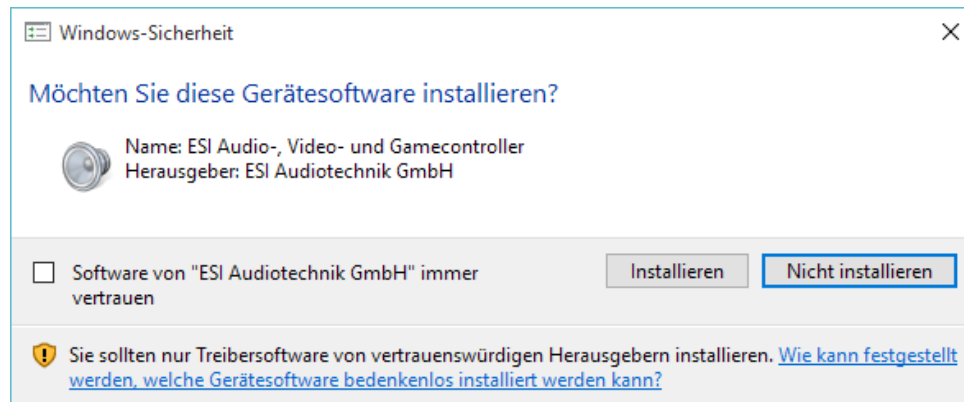 Windows-Sicherheit
Möchten Sie diese Gerätesoftware installieren?
Name: ESI Audio-, Video- und Gamecontroller
Herausgeber: ESI Audiotechnik GmbH
Software von "ESI Audiotechnik GmbH" immer
vertrauen
Installieren
Nicht installieren
Sie sollten nur Treibersoftware von vertrauenswürdigen Herausgebern installieren. Wie kann festgestellt
werden, welche Gerätesoftware bedenkenlos installiert werden kann?